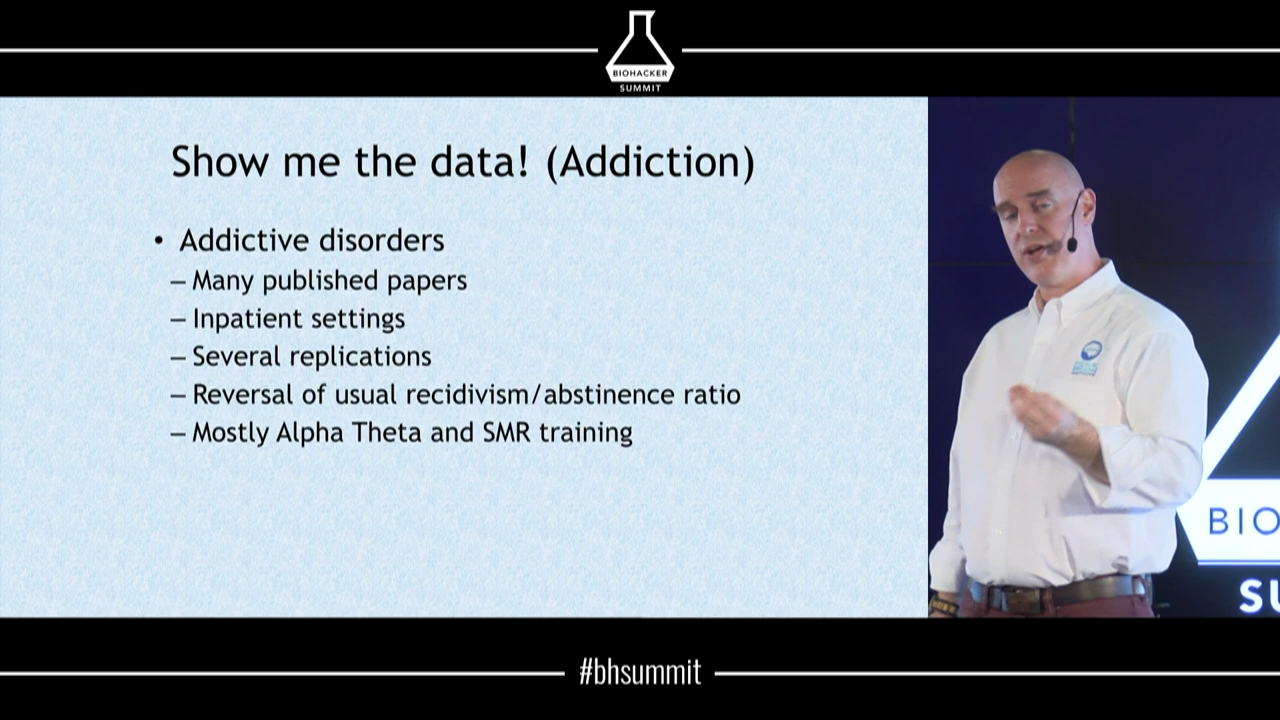 BIOHACKER
SUMMIT
Show me the data! (Addiction)
• Addictive disorders
– Many published papers
– Inpatient settings
– Several replications
– Reversal of usual recidivism/abstinence ratio
– Mostly Alpha Theta and SMR training
BIO
SU
#bhsummit